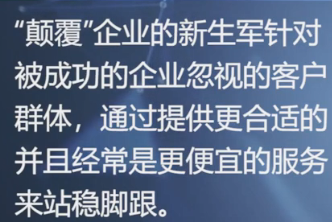 “颠覆”企业的新生军针对
被成功的企业忽视的客户
群体，通过提供更合适的
并且经常是更便宜的服务
来站稳脚跟。